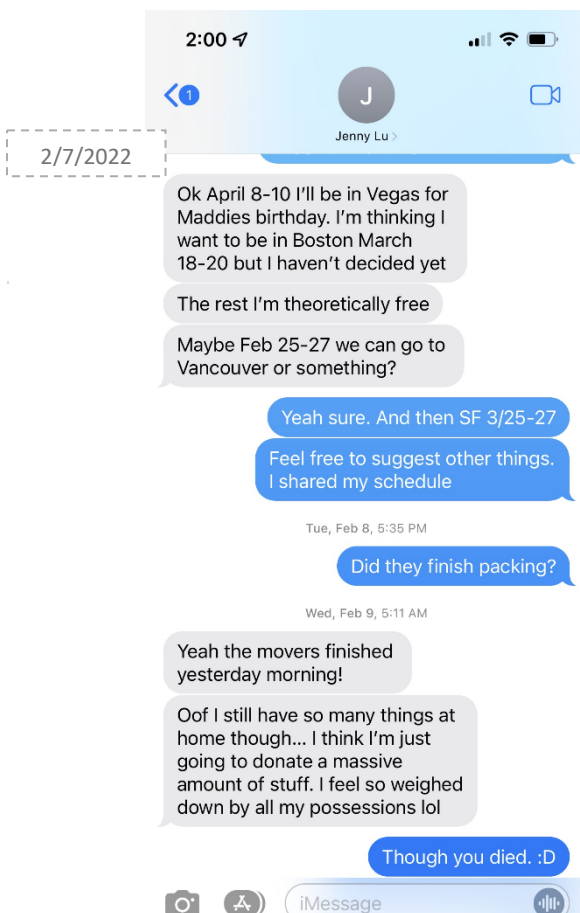 2:00
1
J
Jenny Lu
2/7/2022
Ok April 8-10 I'll be in Vegas for
Maddies birthday. I'm thinking I
want to be in Boston March
18-20 but I haven't decided yet
The rest I'm theoretically free
Maybe Feb 25-27 we can go to
Vancouver or something?
Yeah sure. And then SF 3/25-27
Feel free to suggest other things.
I shared my schedule
Tue, Feb 8, 5:35 PM
Did they finish packing?
Wed, Feb 9, 5:11 AM
Yeah the movers finished
yesterday morning!
Oof I still have so many things at
home though... I think I'm just
going to donate a massive
amount of stuff. I feel so weighed
down by all my possessions lol
Though you died. :D
iMessage